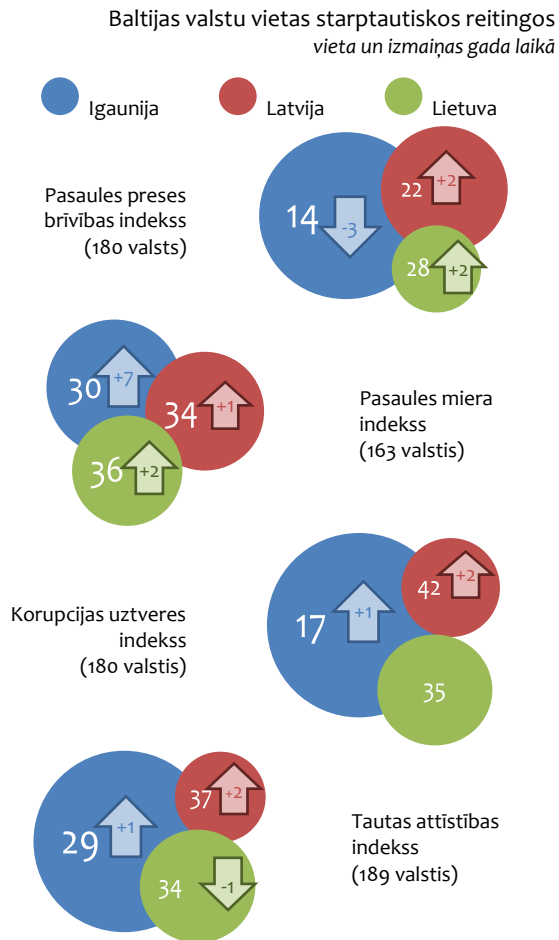 Baltijas valstu vietas starptautiskos reitingos
vieta un izmaiņas gada laikā
Igaunija
Latvija
Lietuva
Pasaules preses
brīvības indekss
(180 valsts)
14
-3
22
+2
28
+2
30
+7
34
+1
36
+2
Pasaules miera
indekss
(163 valstis)
Korupcijas uztveres
indekss
(180 valstis)
17
+1
42
+2
35
29
+1
37
+2
34
-1
Tautas attīstības
indekss
(189 valstis)